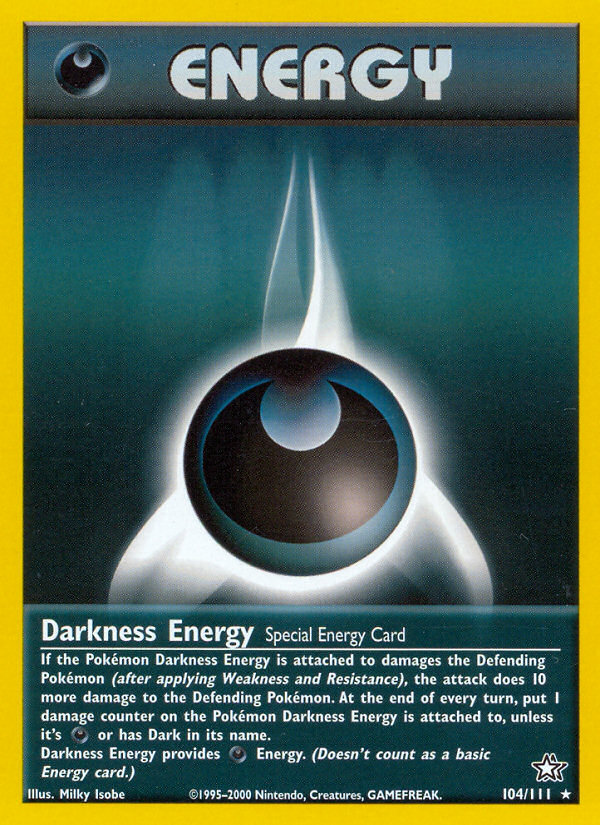 ENERGY
Darkness Energy Special Energy Card
If the Pokémon Darkness Energy is attached to damages the Defending
Pokémon (after applying Weakness and Resistance), the attack does 10
more damage to the Defending Pokémon. At the end of every turn, put 1
damage counter on the Pokémon Darkness Energy is attached to, unless
it's or has Dark in its name.
Darkness Energy provides Energy. (Doesn't count as a basic
Energy card.)
Illus. Milky Isobe ©1995–2000 Nintendo, Creatures, GAMEFREAK. 104/111 ★